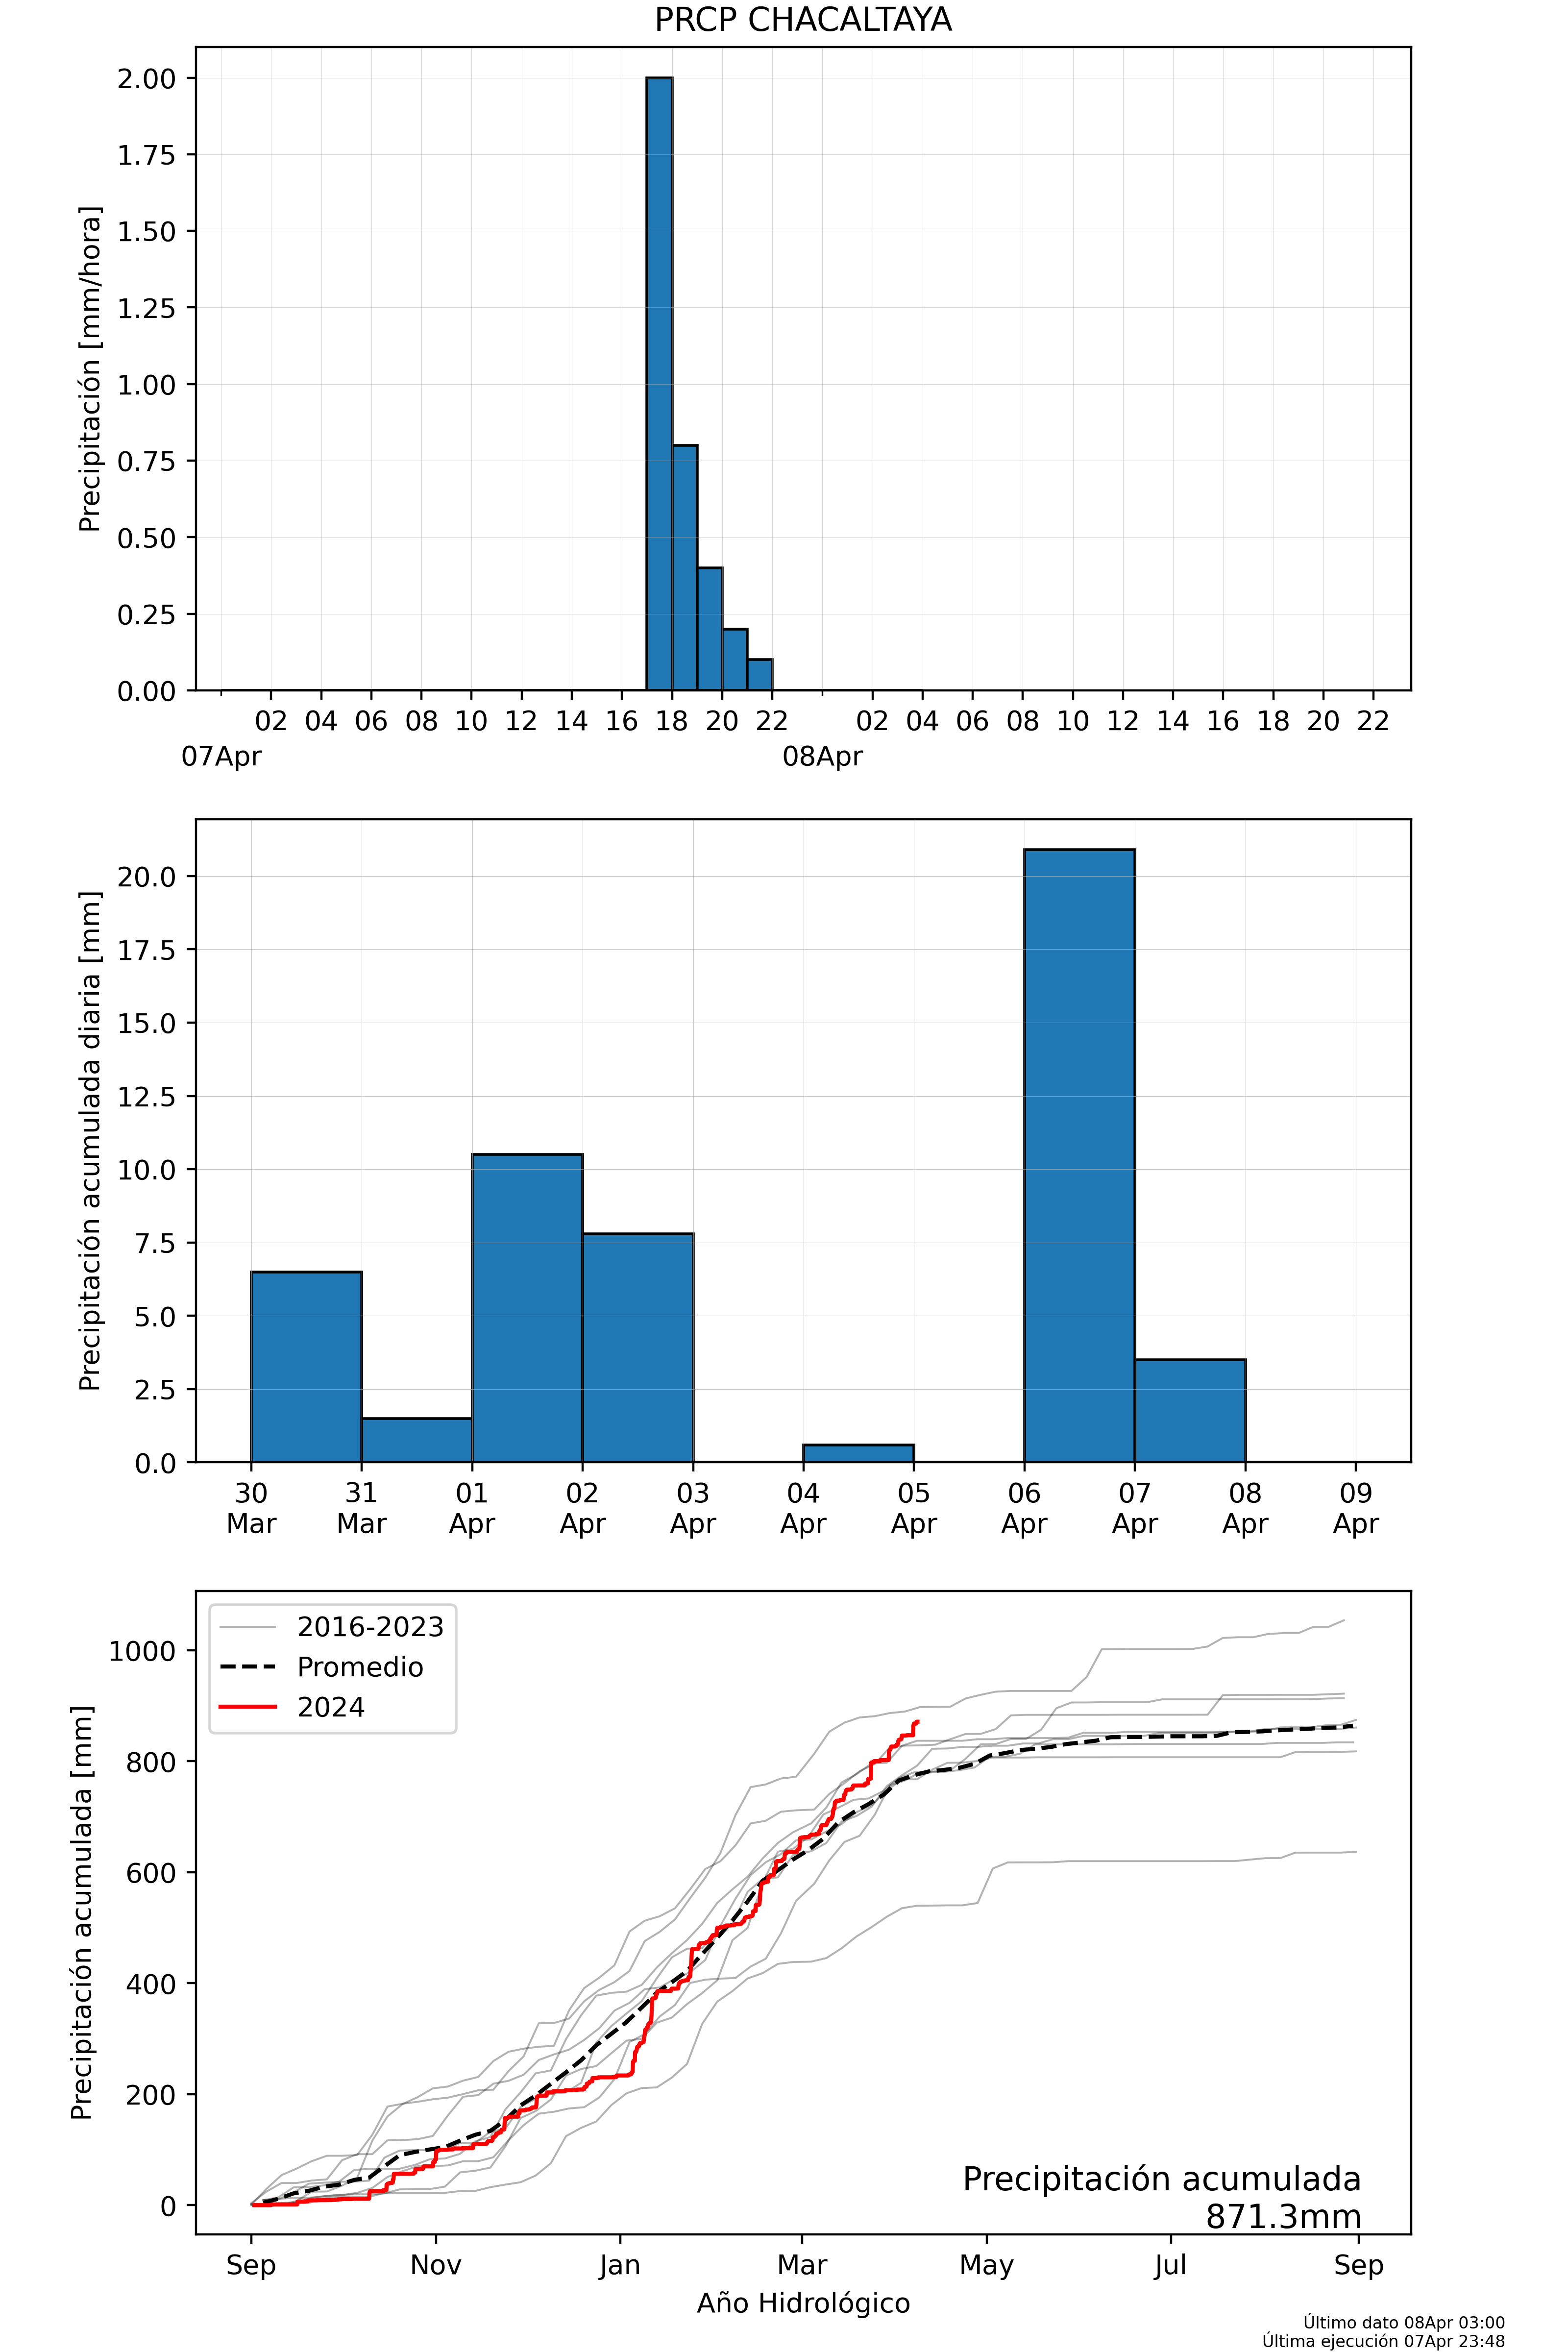 PRCP CHACALTAYA
Precipitación [mm/hora]
2.00
1.75
1.50
1.25
1.00
0.75
0.50
0.25
0.00
02 04 06 08 10 12 14 16 18 20 22 02 04 06 08 10 12 14 16 18 20 22
07Apr 08Apr
Precipitación acumulada diaria [mm]
20.0
17.5
15.0
12.5
10.0
7.5
5.0
2.5
0.0
30 31 01 02 03 04 05 06 07 08 09
Mar Mar Apr Apr Apr Apr Apr Apr Apr Apr Apr
Precipitación acumulada [mm]
1000
800
600
400
200
0
2016-2023
Promedio
2024
Precipitación acumulada
871.3mm
Sep Nov Jan Mar May Jul Sep
Año Hidrológico
Último dato 08Apr 03:00
Última ejecución 07Apr 23:48